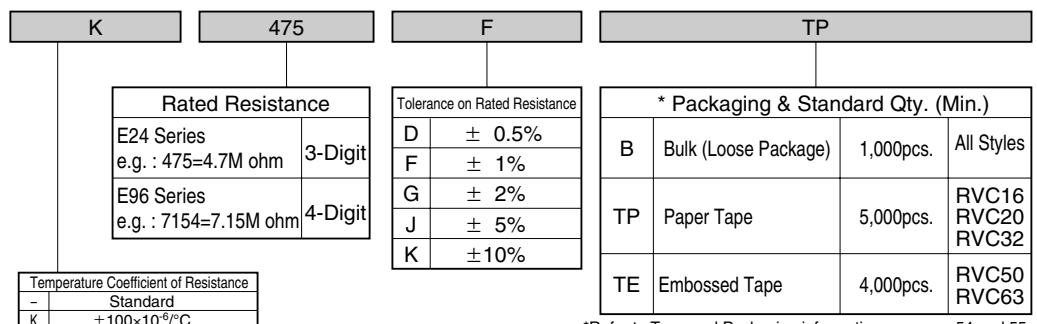 K 475 F TP
Rated Resistance
E24 Series
e.g. : 475=4.7M ohm 3-Digit
E96 Series
e.g. : 7154=7.15M ohm 4-Digit
Tolerance on Rated Resistance
D ± 0.5%
F ± 1%
G ± 2%
J ± 5%
K ±10%
* Packaging & Standard Qty. (Min.)
B Bulk (Loose Package) 1,000pcs. All Styles
TP Paper Tape 5,000pcs. RVC16
RVC20
RVC32
TE Embossed Tape 4,000pcs. RVC50
RVC63
Temperature Coefficient of Resistance
– Standard
K ±100×10⁻⁶/°C